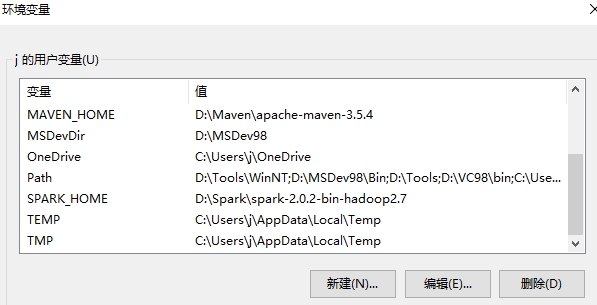 环境变量
j 的用户变量(U)
变量 值
MAVEN_HOME D:\Maven\apache-maven-3.5.4
MSDevDir D:\MSDev98
OneDrive C:\Users\j\OneDrive
Path D:\Tools\WinNT;D:\MSDev98\Bin;D:\Tools;D:\VC98\bin;C:\Use...
SPARK_HOME D:\Spark\spark-2.0.2-bin-hadoop2.7
TEMP C:\Users\j\AppData\Local\Temp
TMP C:\Users\j\AppData\Local\Temp
新建(N)... 编辑(E)... 删除(D)